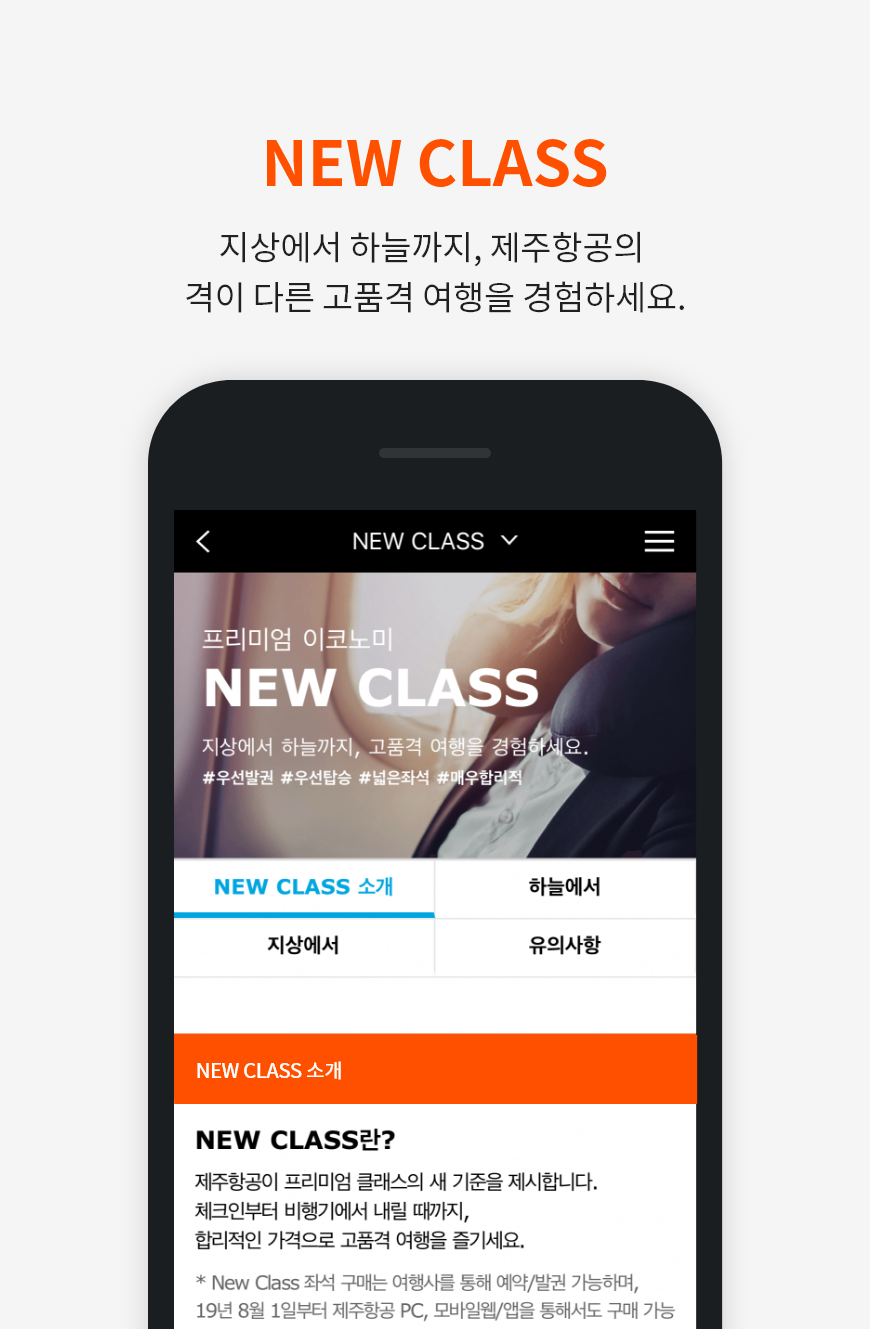 NEW CLASS
지상에서 하늘까지, 제주항공의
격이 다른 고품격 여행을 경험하세요.
NEW CLASS
프리미엄 이코노미
NEW CLASS
지상에서 하늘까지, 고품격 여행을 경험하세요.
#우선발권 #우선탑승 #넓은좌석 #매우합리적
NEW CLASS 소개
하늘에서
지상에서
유의사항
NEW CLASS 소개
NEW CLASS란?
제주항공이 프리미엄 클래스의 새 기준을 제시합니다.
체크인부터 비행기에서 내릴 때까지,
합리적인 가격으로 고품격 여행을 즐기세요.
* New Class 좌석 구매는 여행사를 통해 예약/발권 가능하며,
19년 8월 1일부터 제주항공 PC, 모바일웹/앱을 통해서도 구매 가능